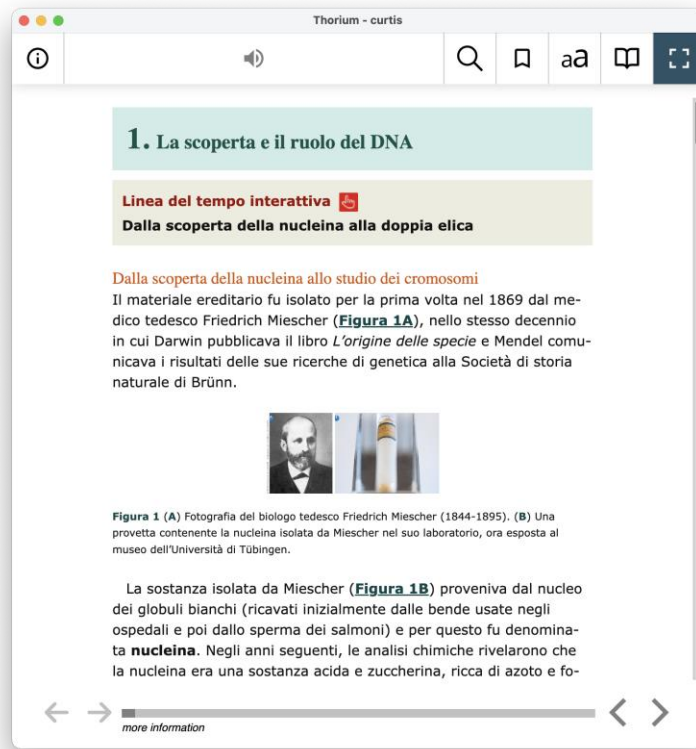 Thorium - curtis
aa
1. La scoperta e il ruolo del DNA
Linea del tempo interattiva
Dalla scoperta della nucleina alla doppia elica
Dalla scoperta della nucleina allo studio dei cromosomi
Il materiale ereditario fu isolato per la prima volta nel 1869 dal me-
dico tedesco Friedrich Miescher (Figura 1A), nello stesso decennio
in cui Darwin pubblicava il libro L'origine delle specie e Mendel comu-
nicava i risultati delle sue ricerche di genetica alla Società di storia
naturale di Brünn.
Figura 1 (A) Fotografia del biologo tedesco Friedrich Miescher (1844-1895). (B) Una
provetta contenente la nucleina isolata da Miescher nel suo laboratorio, ora esposta al
museo dell'Università di Tübingen.
La sostanza isolata da Miescher (Figura 1B) proveniva dal nucleo
dei globuli bianchi (ricavati inizialmente dalle bende usate negli
ospedali e poi dallo sperma dei salmoni) e per questo fu denomina-
ta nucleina. Negli anni seguenti, le analisi chimiche rivelarono che
la nucleina era una sostanza acida e zuccherina, ricca di azoto e fo-
more information